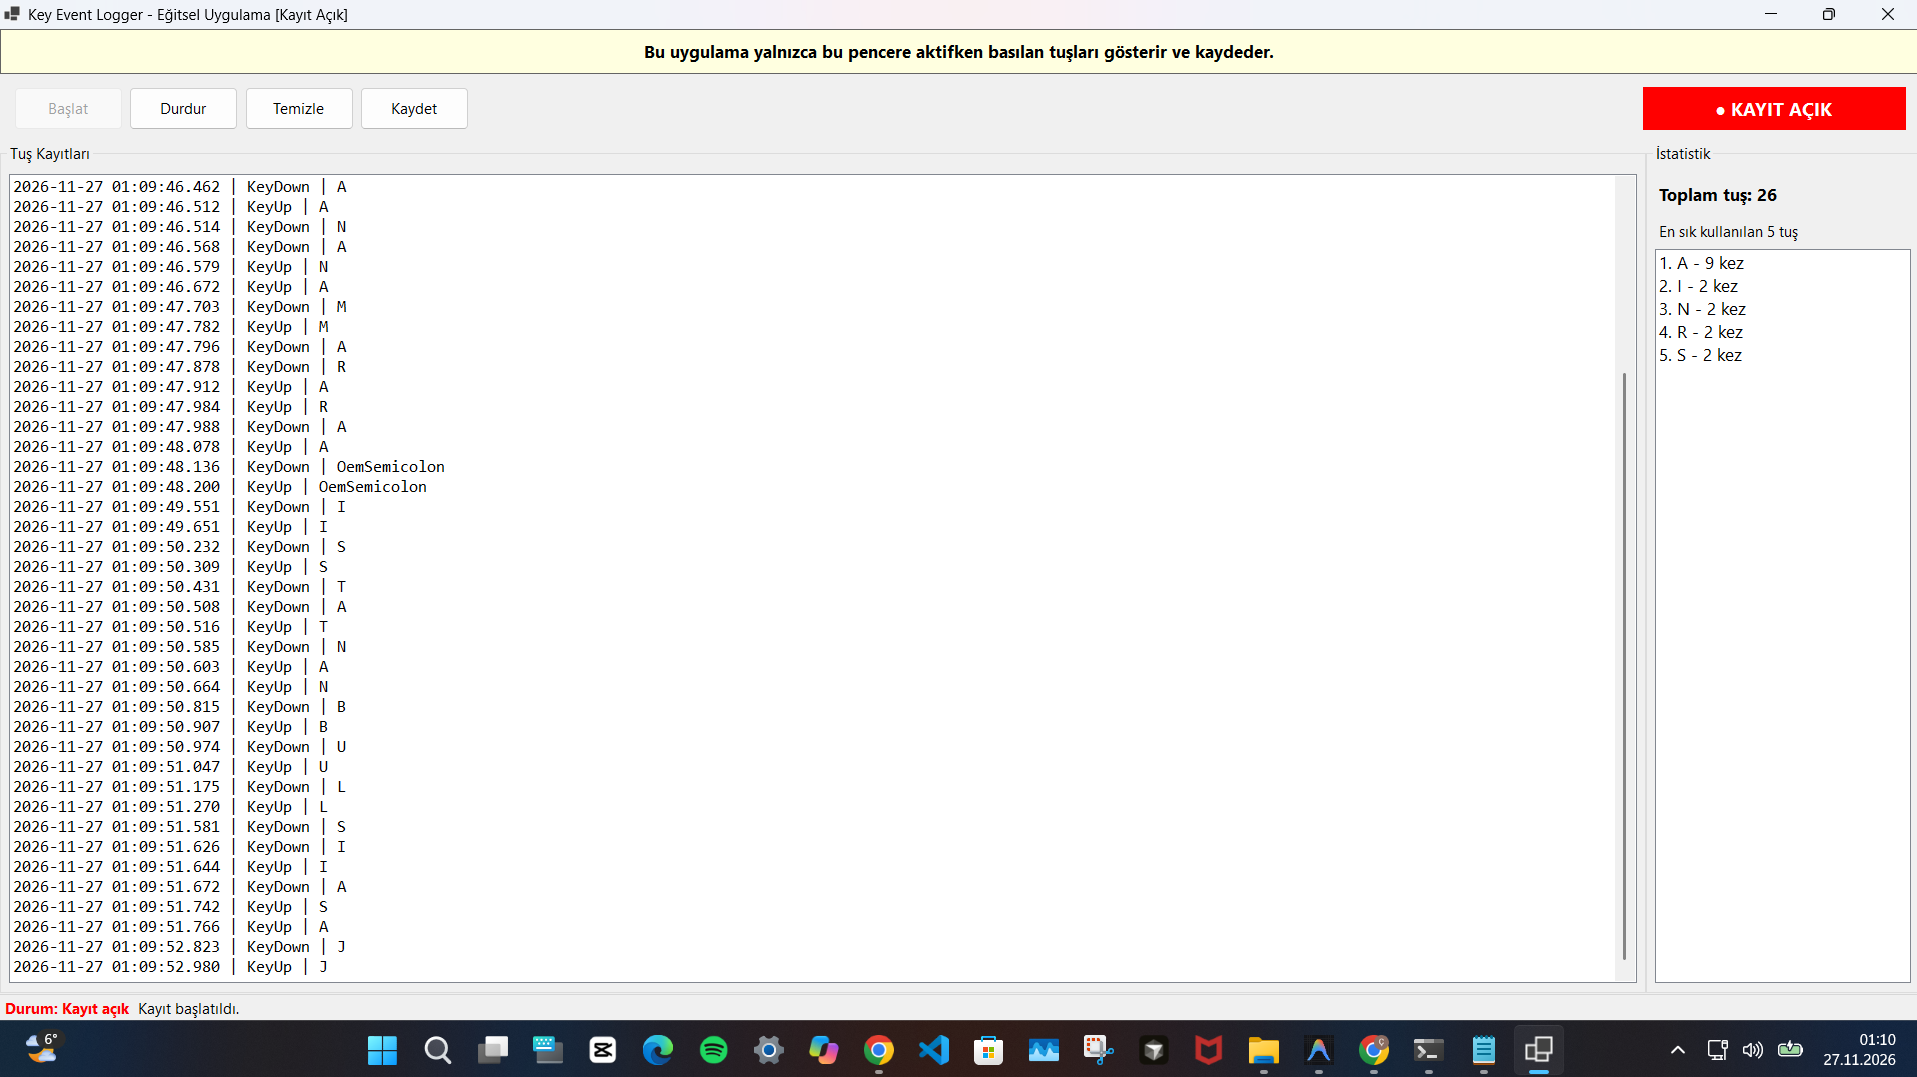 Key Event Logger - Eğitsel Uygulama [Kayıt Açık]
Bu uygulama yalnızca bu pencere aktifken basılan tuşları gösterir ve kaydeder.
Başlat Durdur Temizle Kaydet
● KAYIT AÇIK
Tuş Kayıtları
2026-11-27 01:09:46.462 | KeyDown | A
2026-11-27 01:09:46.512 | KeyUp | A
2026-11-27 01:09:46.514 | KeyDown | N
2026-11-27 01:09:46.568 | KeyDown | A
2026-11-27 01:09:46.579 | KeyUp | N
2026-11-27 01:09:46.672 | KeyUp | A
2026-11-27 01:09:47.703 | KeyDown | M
2026-11-27 01:09:47.782 | KeyUp | M
2026-11-27 01:09:47.796 | KeyDown | A
2026-11-27 01:09:47.878 | KeyDown | R
2026-11-27 01:09:47.912 | KeyUp | A
2026-11-27 01:09:47.984 | KeyUp | R
2026-11-27 01:09:47.988 | KeyDown | A
2026-11-27 01:09:48.078 | KeyUp | A
2026-11-27 01:09:48.136 | KeyDown | OemSemicolon
2026-11-27 01:09:48.200 | KeyUp | OemSemicolon
2026-11-27 01:09:49.551 | KeyDown | I
2026-11-27 01:09:49.651 | KeyUp | I
2026-11-27 01:09:50.232 | KeyDown | S
2026-11-27 01:09:50.309 | KeyUp | S
2026-11-27 01:09:50.431 | KeyDown | T
2026-11-27 01:09:50.508 | KeyDown | A
2026-11-27 01:09:50.516 | KeyUp | T
2026-11-27 01:09:50.585 | KeyDown | N
2026-11-27 01:09:50.603 | KeyUp | A
2026-11-27 01:09:50.664 | KeyUp | N
2026-11-27 01:09:50.815 | KeyDown | B
2026-11-27 01:09:50.907 | KeyUp | B
2026-11-27 01:09:50.974 | KeyDown | U
2026-11-27 01:09:51.047 | KeyUp | U
2026-11-27 01:09:51.175 | KeyDown | L
2026-11-27 01:09:51.270 | KeyUp | L
2026-11-27 01:09:51.581 | KeyDown | S
2026-11-27 01:09:51.626 | KeyDown | I
2026-11-27 01:09:51.644 | KeyUp | I
2026-11-27 01:09:51.672 | KeyDown | A
2026-11-27 01:09:51.742 | KeyUp | S
2026-11-27 01:09:51.766 | KeyUp | A
2026-11-27 01:09:52.823 | KeyDown | J
2026-11-27 01:09:52.980 | KeyUp | J
İstatistik
Toplam tuş: 26
En sık kullanılan 5 tuş
1. A - 9 kez
2. I - 2 kez
3. N - 2 kez
4. R - 2 kez
5. S - 2 kez
Durum: Kayıt açık Kayıt başlatıldı.
6°
01:10
27.11.2026